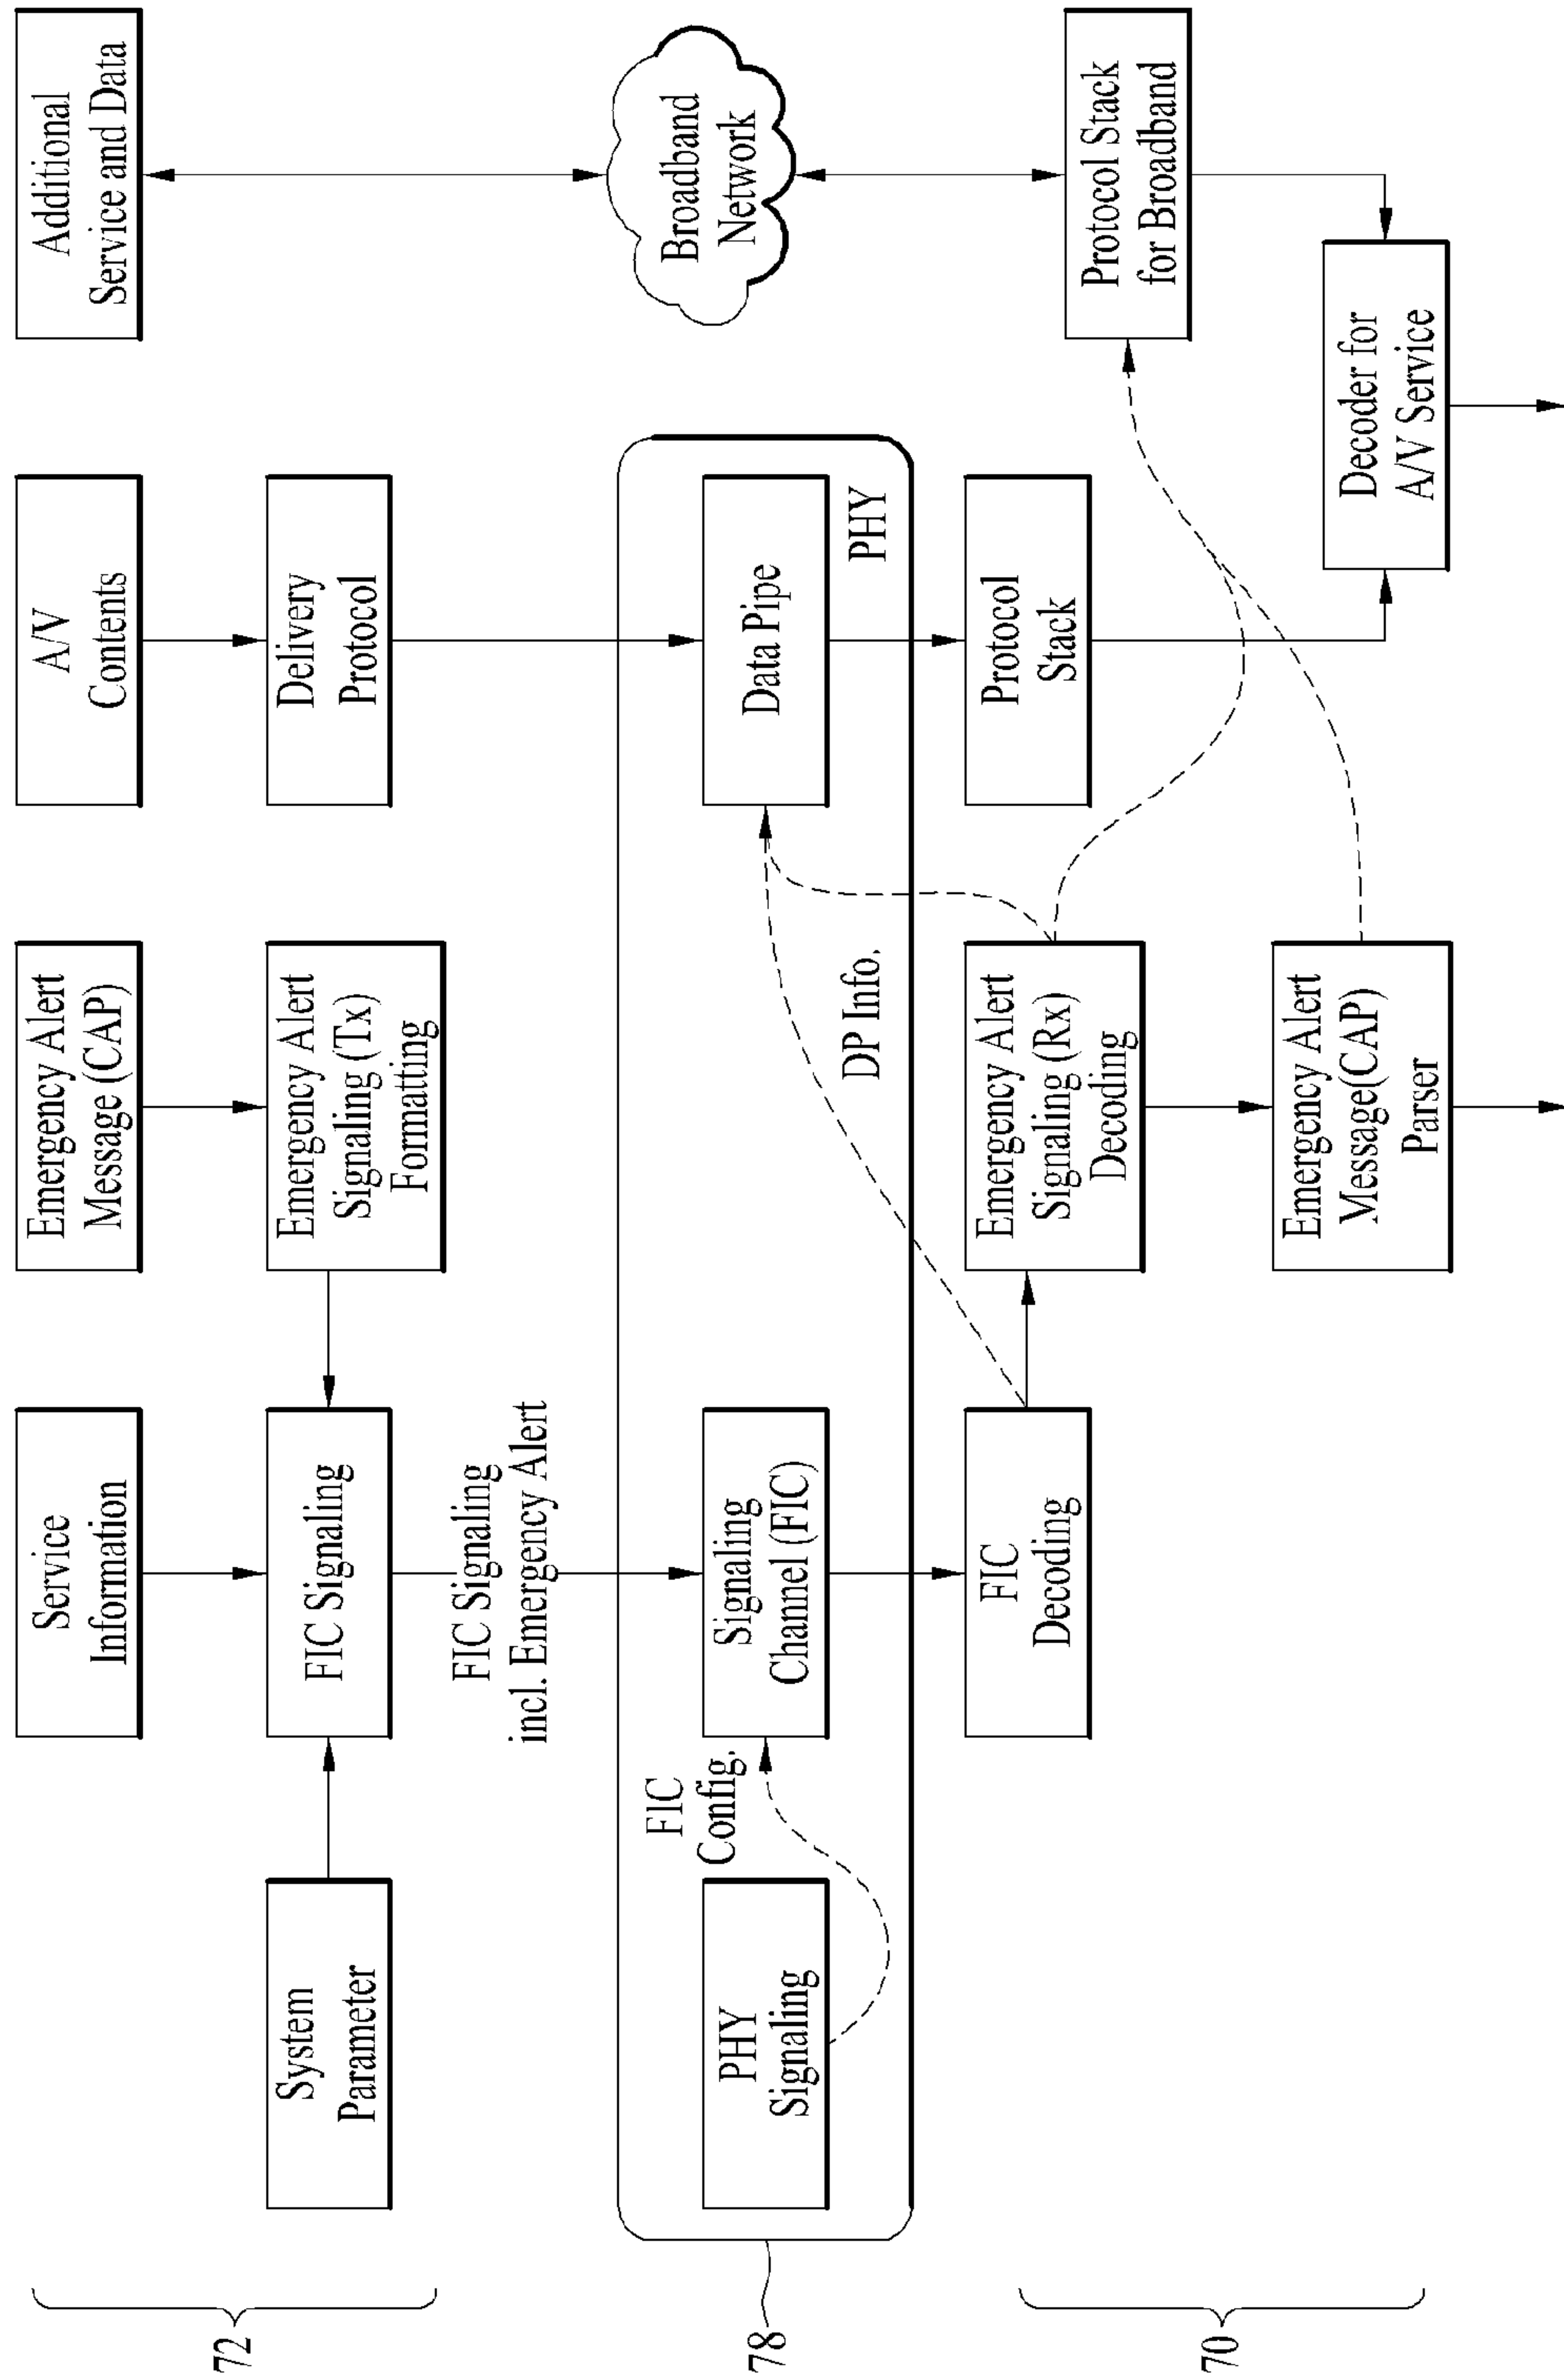 72
System
Parameter
Service
Information
FIC Signaling
FIC Signaling
incl. Emergency Alert
Emergency Alert
Message (CAP)
Emergency Alert
Signaling (Tx)
Formatting
A/V
Contents
Delivery
Protocol
Additional
Service and Data
78
PHY
Signaling
FIC
Config.
Signaling
Channel (FIC)
DP Info.
Data Pipe
PHY
Broadband
Network
70
FIC
Decoding
Emergency Alert
Signaling (Rx)
Decoding
Emergency Alert
Message(CAP)
Parser
Protocol
Stack
Protocol Stack
for Broadband
Decoder for
A/V Service